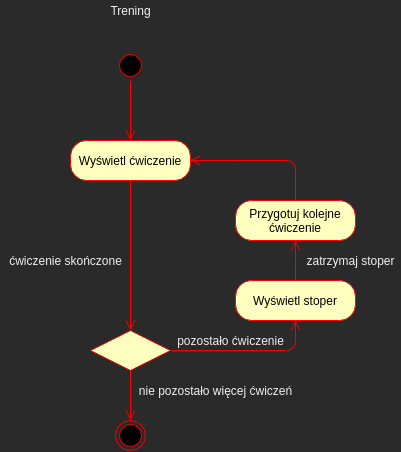 Trening
Wyświetl ćwiczenie
Przygotuj kolejne
ćwiczenie
ćwiczenie skończone
zatrzymaj stoper
Wyświetl stoper
pozostało ćwiczenie
nie pozostało więcej ćwiczeń